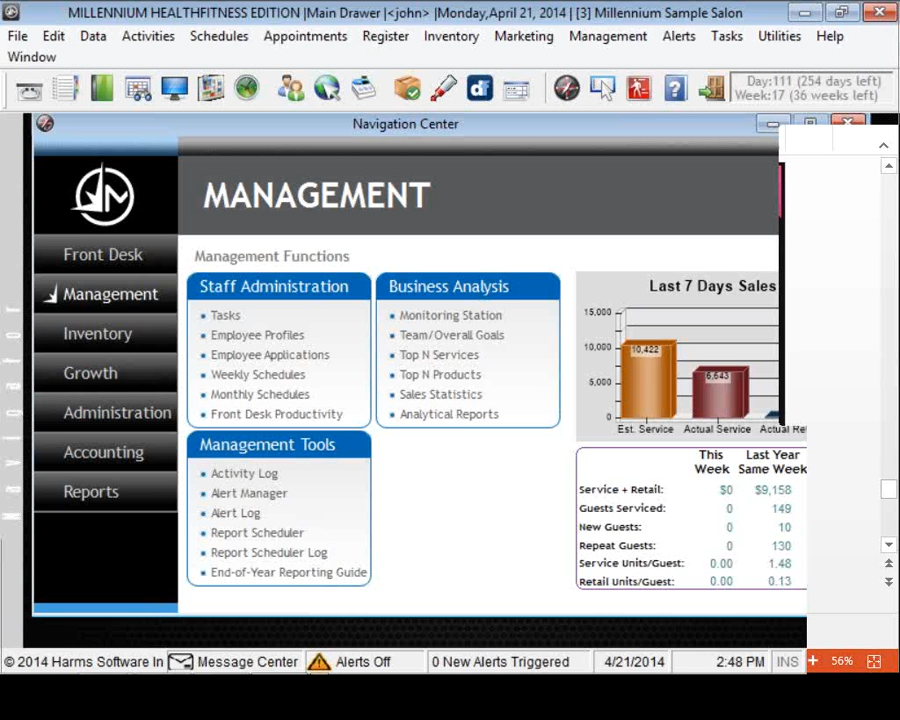 MILLENNIUM HEALTHFITNESS EDITION |Main Drawer |<john> |Monday,April 21, 2014 | [3] Millennium Sample Salon
File Edit Data Activities Schedules Appointments Register Inventory Marketing Management Alerts Tasks Utilities Help
Window
Day:111 (254 days left)
Week:17 (36 weeks left)
Navigation Center
MANAGEMENT
Front Desk
Management
Inventory
Growth
Administration
Accounting
Reports
Management Functions
Staff Administration
Tasks
Employee Profiles
Employee Applications
Weekly Schedules
Monthly Schedules
Front Desk Productivity
Business Analysis
Monitoring Station
Team/Overall Goals
Top N Services
Top N Products
Sales Statistics
Analytical Reports
Management Tools
Activity Log
Alert Manager
Alert Log
Report Scheduler
Report Scheduler Log
End-of-Year Reporting Guide
Last 7 Days Sales
15,000
10,000
5,000
0
10,422
6,643
Est. Service Actual Service Actual Re
This Week Last Year Same Week
Service + Retail: $0 $9,158
Guests Serviced: 0 149
New Guests: 0 10
Repeat Guests: 0 130
Service Units/Guest: 0.00 1.48
Retail Units/Guest: 0.00 0.13
© 2014 Harms Software In Message Center Alerts Off 0 New Alerts Triggered 4/21/2014 2:48 PM INS 56%